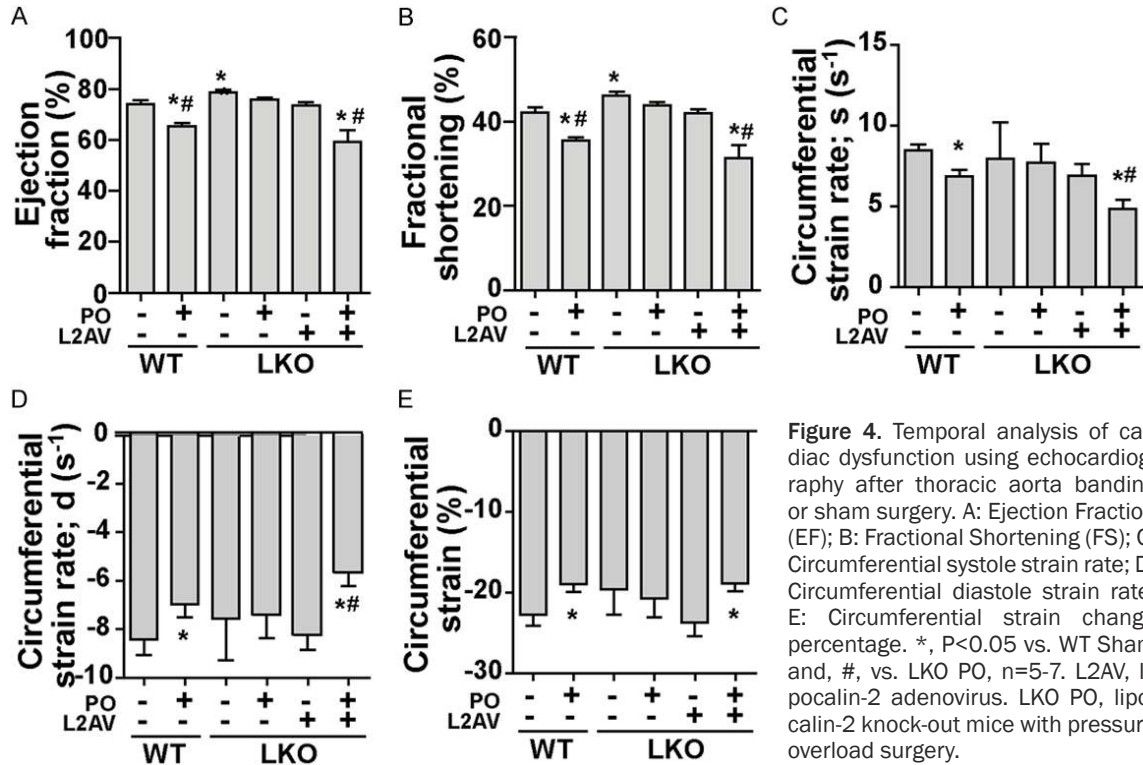 A
Ejection
fraction (%)
100
80
60
40
20
0
*
*#
*#
PO - + - - - +
L2AV - - - - + +
WT LKO
B
Fractional
shortening (%)
60
40
20
0
*
*#
*#
PO - + - - + - +
L2AV - - - - + +
WT LKO
C
Circumferential
strain rate; s (s-1)
15
10
5
0
*
*#
PO - + - + - +
L2AV - - - - + +
WT LKO
D
Circumferential
strain rate; d (s-1)
0
-2
-4
-6
-8
-10
*
*#
PO - + - + - +
L2AV - - - - + +
WT LKO
E
Circumferential
strain (%)
0
-10
-20
-30
*
*
PO - + - + - +
L2AV - - - - + +
WT LKO
Figure 4. Temporal analysis of car
diac dysfunction using echocardiog
raphy after thoracic aorta bandin
or sham surgery. A: Ejection Fractio
(EF); B: Fractional Shortening (FS); C
Circumferential systole strain rate; D
Circumferential diastole strain rate
E: Circumferential strain chang
percentage. *, P<0.05 vs. WT Shan
and, #, vs. LKO PO, n=5-7. L2AV, l
pocalin-2 adenovirus. LKO PO, lipo
calin-2 knock-out mice with pressur
overload surgery.